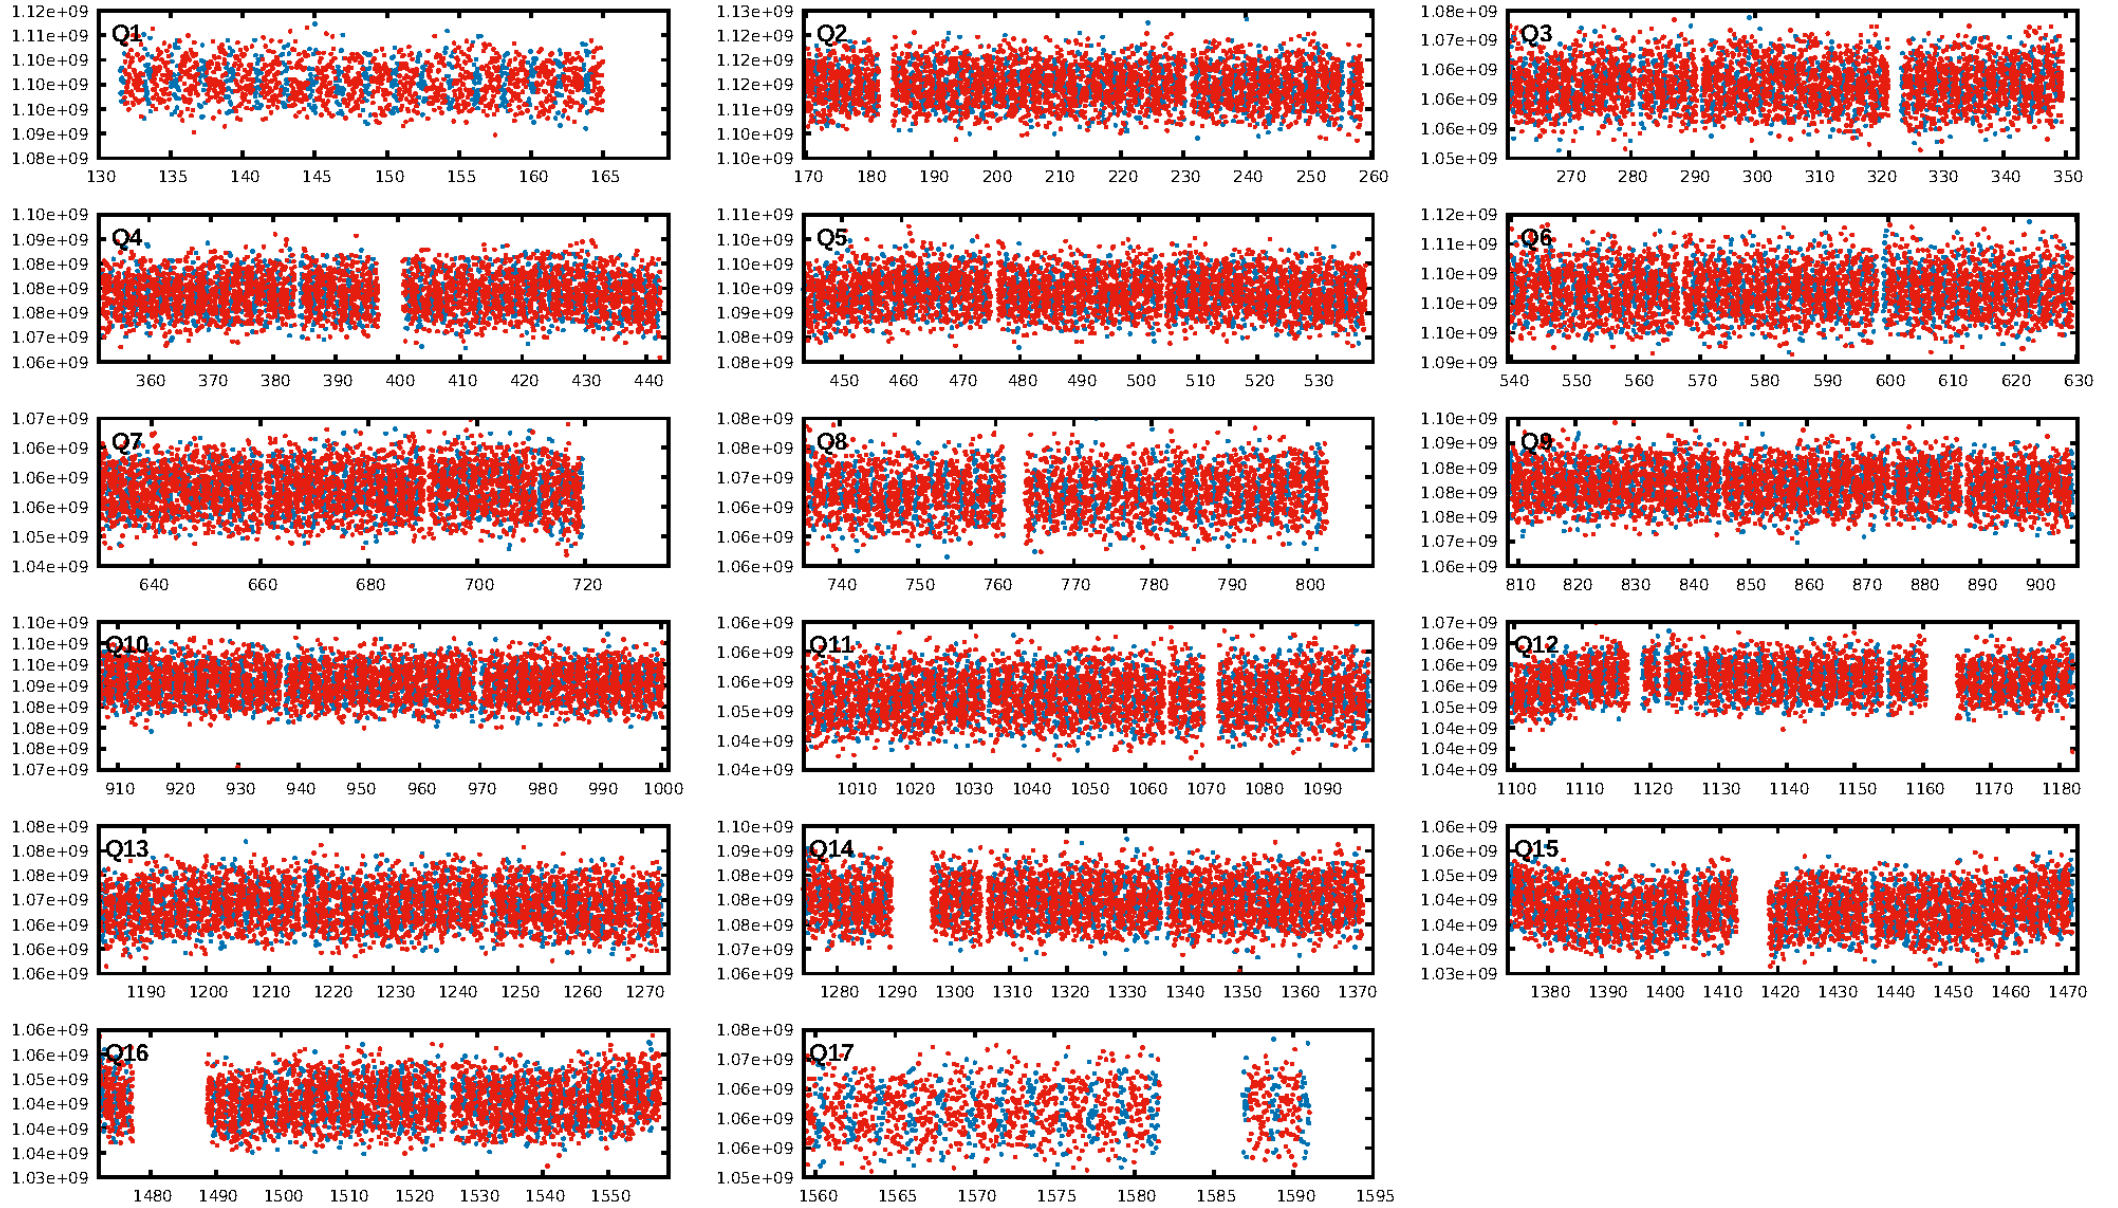 1.12e+09 1.11e+09 1.10e+09 1.10e+09 1.09e+09 1.08e+09
Q1
130 135 140 145 150 155 160 165
1.13e+09 1.12e+09 1.12e+09 1.11e+09 1.11e+09 1.10e+09 1.10e+09
Q2
170 180 190 200 210 220 230 240 250 260
1.08e+09 1.07e+09 1.06e+09 1.06e+09 1.06e+09 1.05e+09
Q3
270 280 290 300 310 320 330 340 350
1.10e+09 1.09e+09 1.08e+09 1.08e+09 1.08e+09 1.07e+09 1.06e+09
Q4
360 370 380 390 400 410 420 430 440
1.11e+09 1.10e+09 1.10e+09 1.10e+09 1.09e+09 1.08e+09 1.08e+09
Q5
450 460 470 480 490 500 510 520 530
1.12e+09 1.11e+09 1.10e+09 1.10e+09 1.10e+09 1.09e+09
Q6
540 550 560 570 580 590 600 610 620 630
1.07e+09 1.06e+09 1.06e+09 1.06e+09 1.05e+09 1.04e+09
Q7
640 660 680 700 720
1.08e+09 1.08e+09 1.07e+09 1.06e+09 1.06e+09 1.06e+09
Q8
740 750 760 770 780 790 800
1.10e+09 1.09e+09 1.08e+09 1.08e+09 1.08e+09 1.07e+09 1.06e+09
Q9
810 820 830 840 850 860 870 880 890 900
1.10e+09 1.10e+09 1.10e+09 1.09e+09 1.08e+09 1.08e+09 1.08e+09 1.07e+09
Q10
910 920 930 940 950 960 970 980 990 1000
1.06e+09 1.06e+09 1.06e+09 1.05e+09 1.04e+09 1.04e+09
Q11
1010 1020 1030 1040 1050 1060 1070 1080 1090
1.07e+09 1.06e+09 1.06e+09 1.06e+09 1.05e+09 1.04e+09 1.04e+09 1.04e+09
Q12
1100 1110 1120 1130 1140 1150 1160 1170 1180
1.08e+09 1.08e+09 1.08e+09 1.07e+09 1.06e+09 1.06e+09 1.06e+09
Q13
1190 1200 1210 1220 1230 1240 1250 1260 1270
1.10e+09 1.09e+09 1.08e+09 1.08e+09 1.08e+09 1.07e+09 1.06e+09
Q14
1280 1290 1300 1310 1320 1330 1340 1350 1360 1370
1.06e+09 1.06e+09 1.05e+09 1.04e+09 1.04e+09 1.04e+09 1.03e+09
Q15
1380 1390 1400 1410 1420 1430 1440 1450 1460 1470
1.06e+09 1.06e+09 1.05e+09 1.04e+09 1.04e+09 1.04e+09 1.03e+09
Q16
1480 1490 1500 1510 1520 1530 1540 1550
1.08e+09 1.07e+09 1.06e+09 1.06e+09 1.06e+09 1.05e+09
Q17
1560 1565 1570 1575 1580 1585 1590 1595